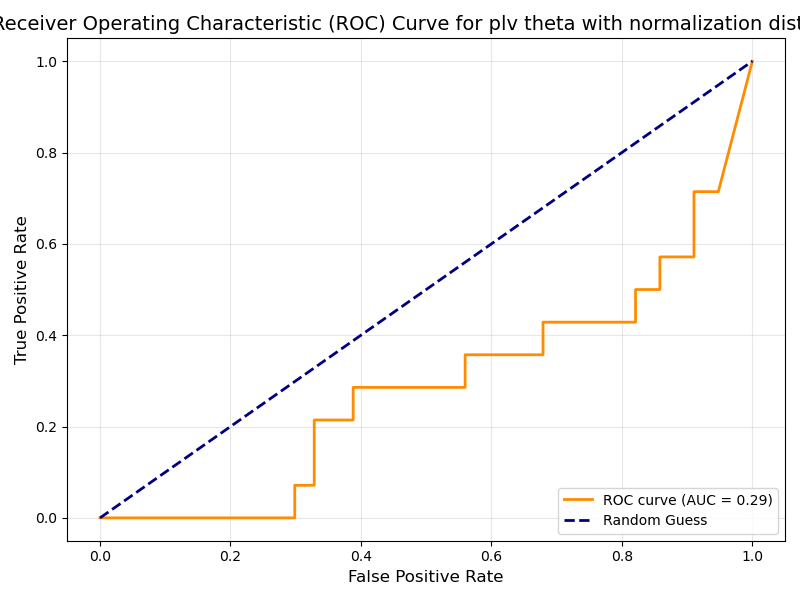 Receiver Operating Characteristic (ROC) Curve for plv theta with normalization dist
1.0
0.8
0.6
0.4
0.2
0.0
True Positive Rate
0.0 0.2 0.4 0.6 0.8 1.0
False Positive Rate
ROC curve (AUC = 0.29)
Random Guess